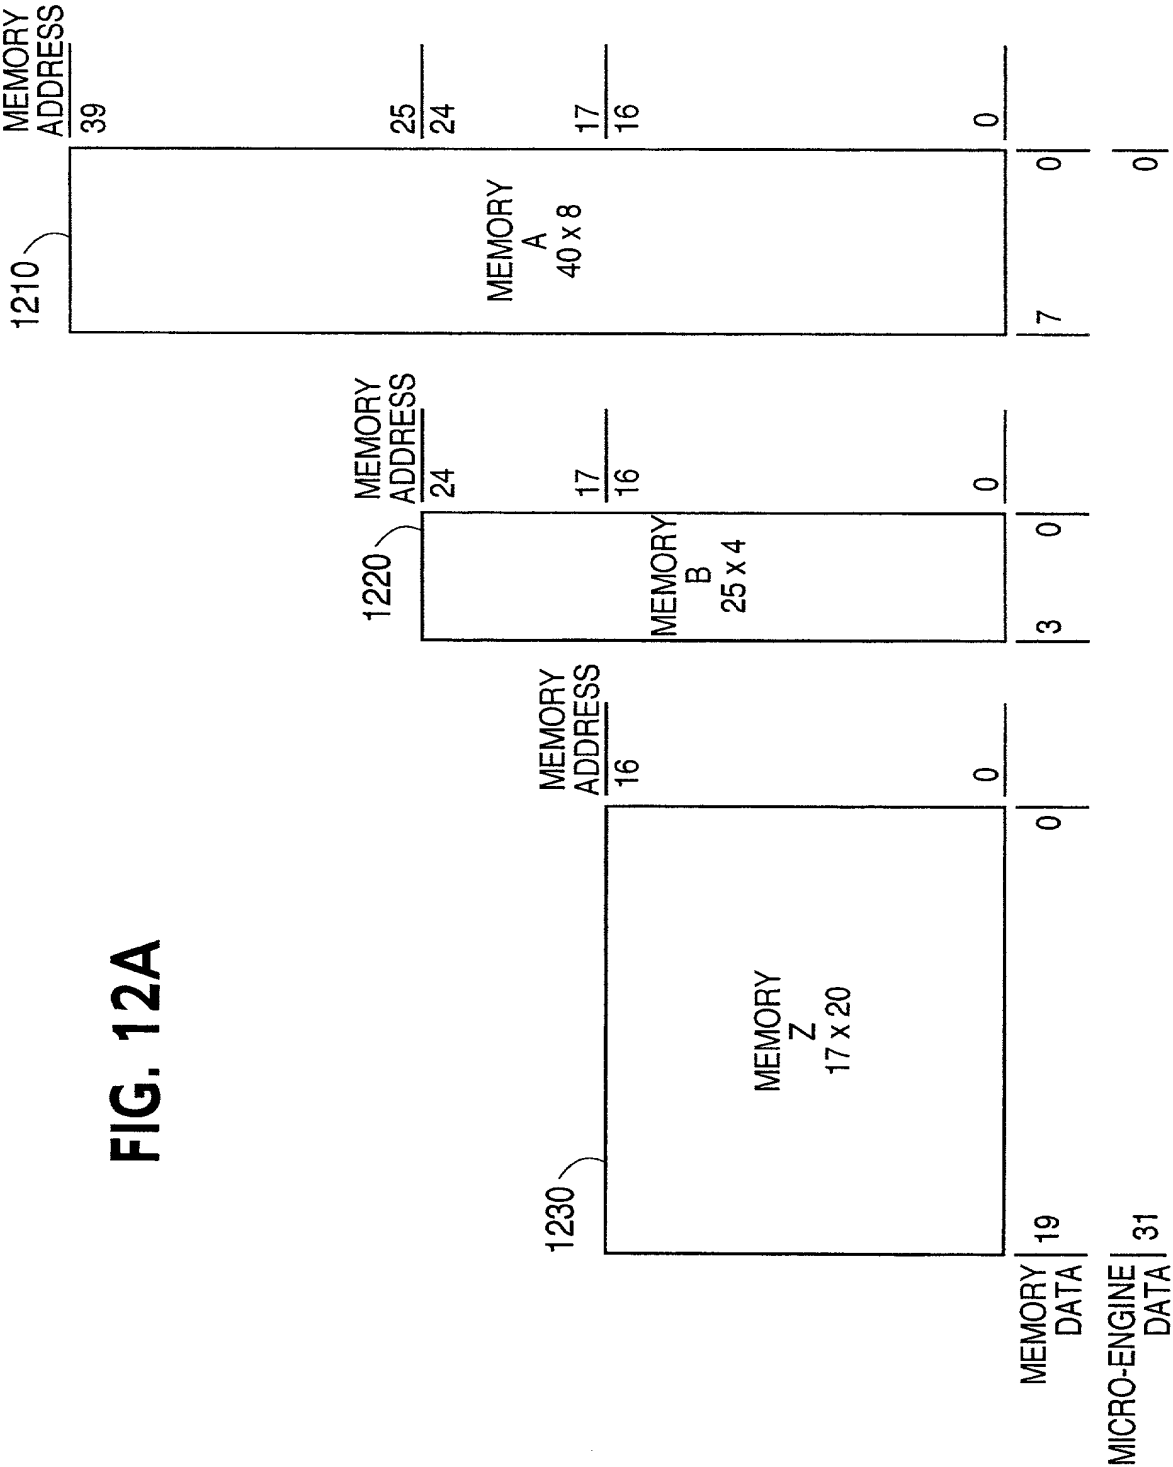 FIG. 12A
1210
MEMORY
ADDRESS
39
25
24
17
16
0
MEMORY
A
40 x 8
1220
MEMORY
ADDRESS
24
17
16
0
MEMORY
B
25 x 4
1230
MEMORY
ADDRESS
16
0
MEMORY
Z
17 x 20
MEMORY
DATA
19
0
3
0
7
0
MICRO-ENGINE
DATA
31
0